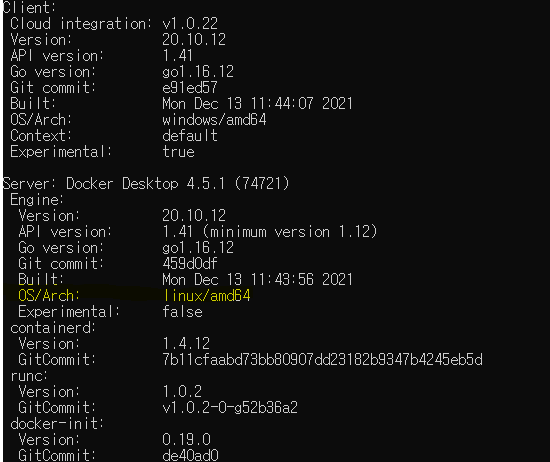 Client:
Cloud integration: v1.0.22
Version: 20.10.12
API version: 1.41
Go version: go1.16.12
Git commit: e91ed57
Built: Mon Dec 13 11:44:07 2021
OS/Arch: windows/amd64
Context: default
Experimental: true
Server: Docker Desktop 4.5.1 (74721)
Engine:
Version: 20.10.12
API version: 1.41 (minimum version 1.12)
Go version: go1.16.12
Git commit: 459d0df
Built: Mon Dec 13 11:43:56 2021
OS/Arch: linux/amd64
Experimental: false
containerd:
Version: 1.4.12
GitCommit: 7b11cfaabd73bb80907dd23182b9347b4245eb5d
runc:
Version: 1.0.2
GitCommit: v1.0.2-0-g52b36a2
docker-init:
Version: 0.19.0
GitCommit: de40ad0